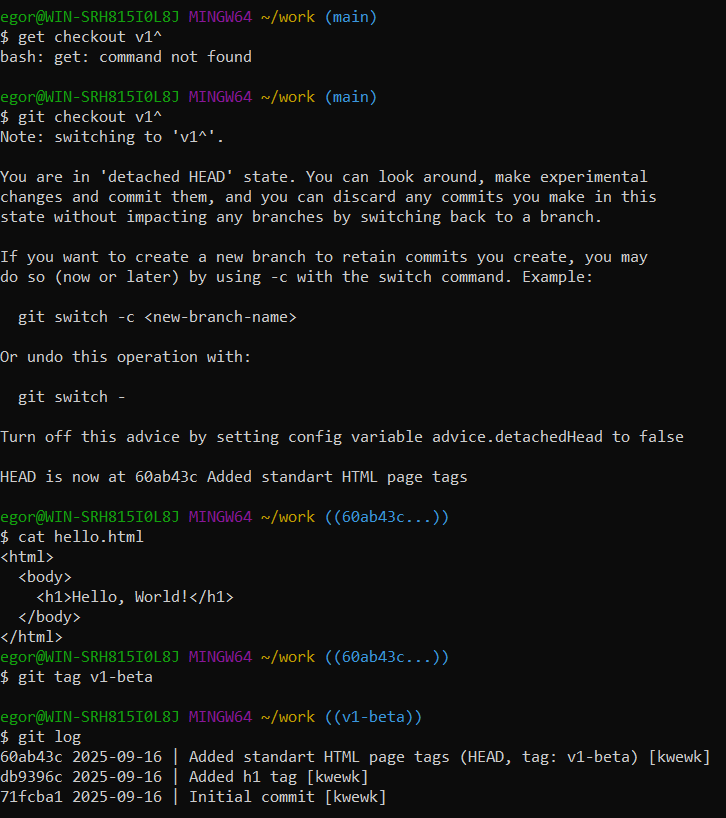 egor@WIN-SRH815I0L8J MINGW64 ~/work (main)
$ get checkout v1^
bash: get: command not found
egor@WIN-SRH815I0L8J MINGW64 ~/work (main)
$ git checkout v1^
Note: switching to 'v1^'.
You are in 'detached HEAD' state. You can look around, make experimental
changes and commit them, and you can discard any commits you make in this
state without impacting any branches by switching back to a branch.
If you want to create a new branch to retain commits you create, you may
do so (now or later) by using -c with the switch command. Example:
  git switch -c <new-branch-name>
Or undo this operation with:
  git switch -
Turn off this advice by setting config variable advice.detachedHead to false
HEAD is now at 60ab43c Added standart HTML page tags
egor@WIN-SRH815I0L8J MINGW64 ~/work ((60ab43c...))
$ cat hello.html
<html>
  <body>
    <h1>Hello, World!</h1>
  </body>
</html>
egor@WIN-SRH815I0L8J MINGW64 ~/work ((60ab43c...))
$ git tag v1-beta
egor@WIN-SRH815I0L8J MINGW64 ~/work ((v1-beta))
$ git log
60ab43c 2025-09-16 | Added standart HTML page tags (HEAD, tag: v1-beta) [kwewk]
db9396c 2025-09-16 | Added h1 tag [kwewk]
71fcba1 2025-09-16 | Initial commit [kwewk]